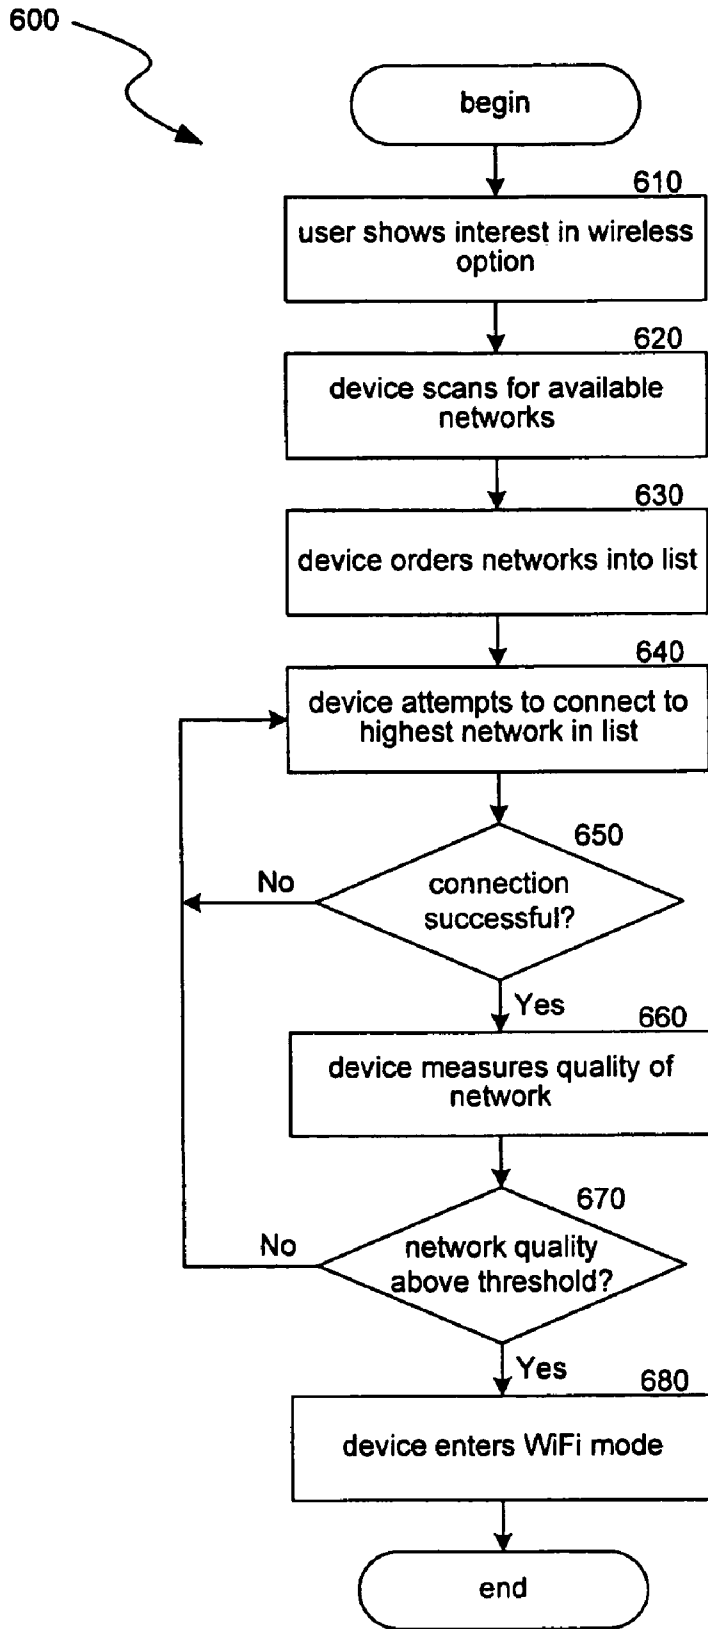 600
begin
610
user shows interest in wireless
option
620
device scans for available
networks
630
device orders networks into list
640
device attempts to connect to
highest network in list
650
No
connection
successful?
Yes
660
device measures quality of
network
670
No
network quality
above threshold?
Yes
680
device enters WiFi mode
end